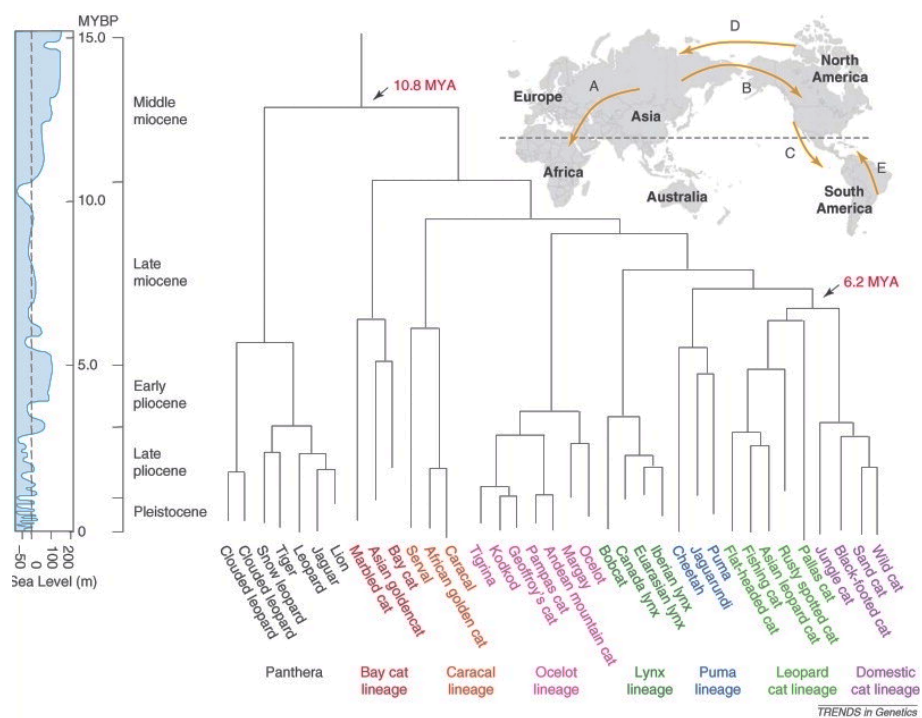 MYBP
15.0
10.0
5.0
0
Middle
miocene
Late
miocene
Early
pliocene
Late
pliocene
Pleistocene
-50
0
100
200
Sea Level (m)
10.8 MYA
6.2 MYA
A
B
C
D
E
Europe
Asia
Africa
Australia
North
America
South
America
Clouded leopard
Clouded leopard
Snow leopard
Tiger
Leopard
Jaguar
Lion
Marbled cat
Asian goldencat
Bay cat
Serval
African golden cat
Caracal
Tigrina
Kodkod
Geoffroy's cat
Pampas cat
Andean mountain cat
Margay
Ocelot
Bobcat
Canada lynx
Euarasian lynx
Iberian lynx
Cheetah
Jaguarundi
Puma
Flat-headed cat
Fishing cat
Asian leopard cat
Rusy spotted cat
Pallas cat
Jungle cat
Black-footed cat
Sand cat
Wild cat
Panthera
Bay cat
lineage
Caracal
lineage
Ocelot
lineage
Lynx
lineage
Puma
lineage
Leopard
cat lineage
Domestic
cat lineage
TRENDS in Genetics